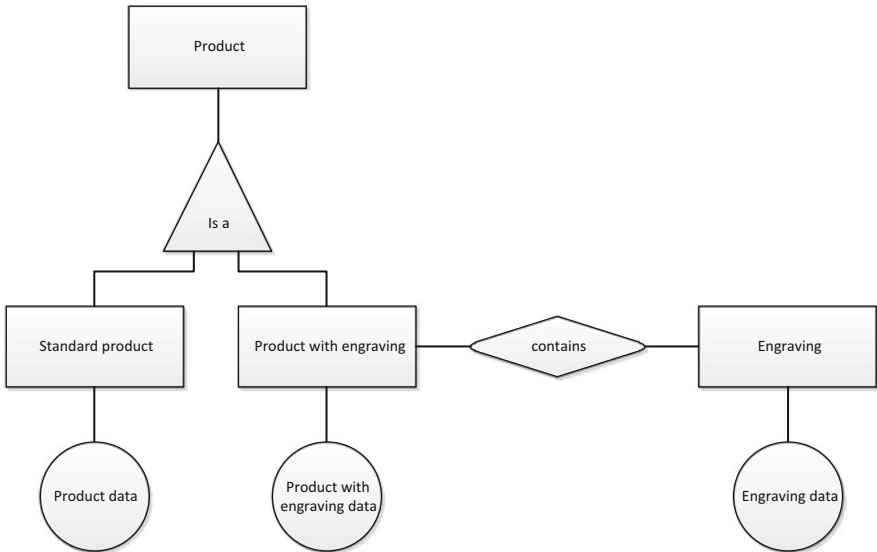 Product
Is a
Standard product
Product with engraving
contains
Engraving
Product data
Product with
engraving data
Engraving data